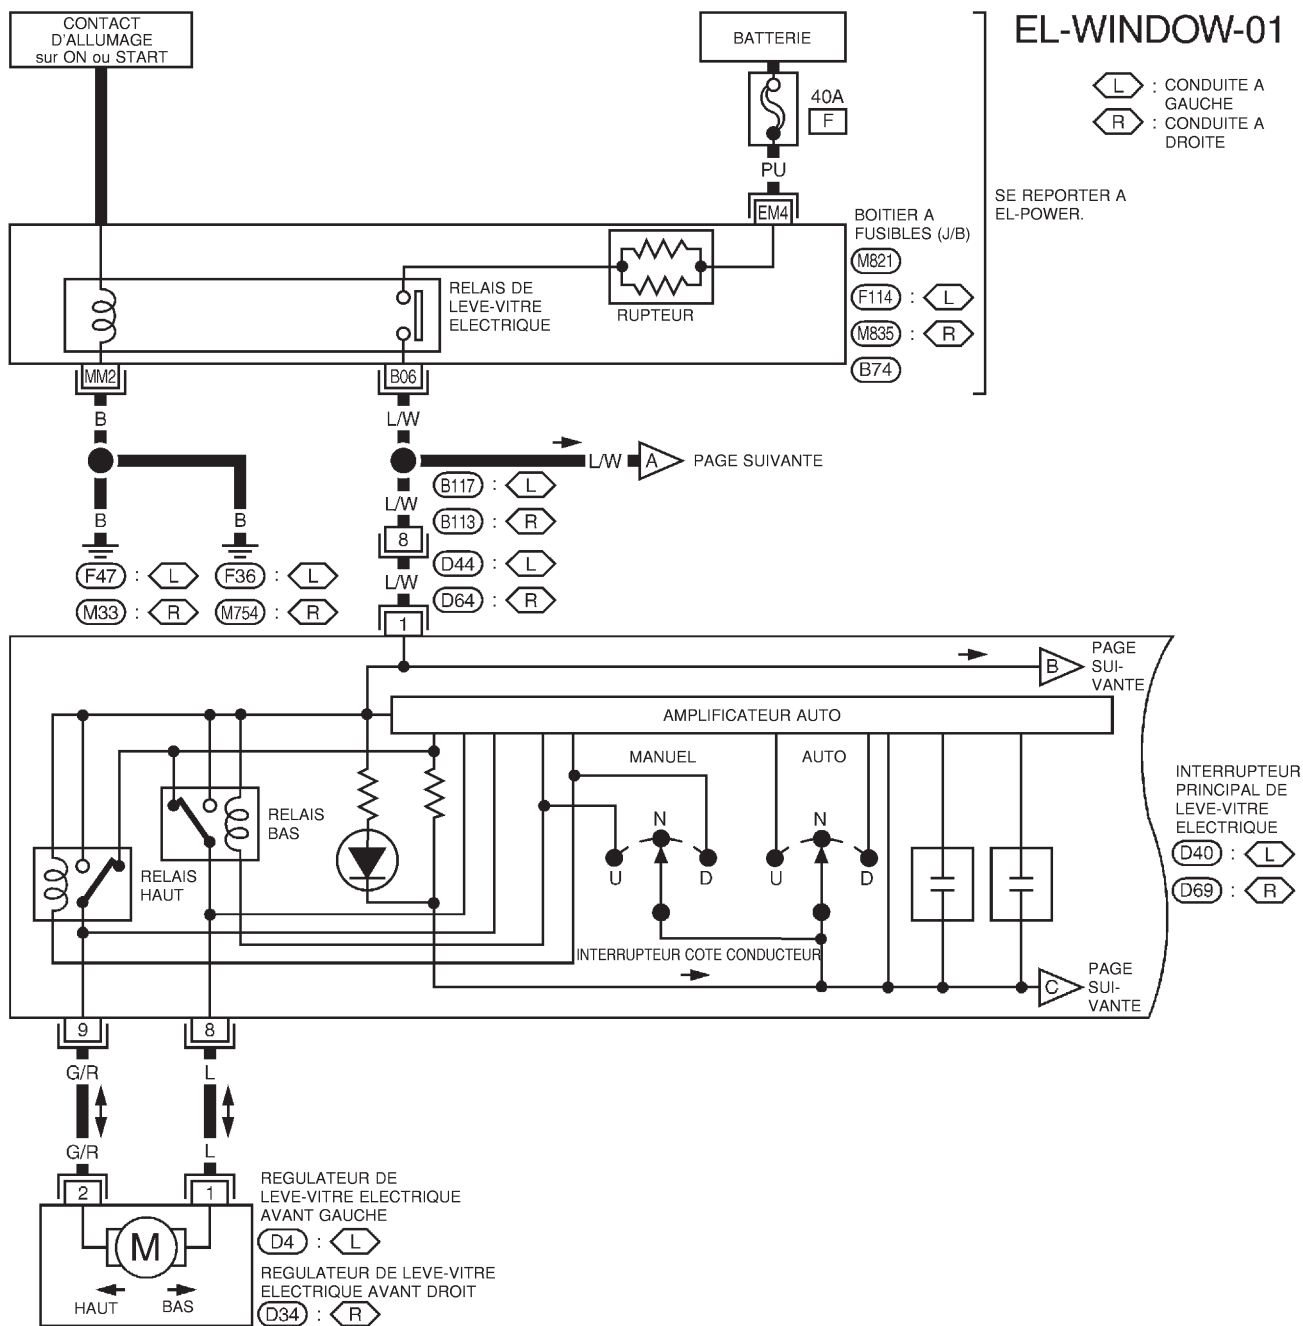 CONTACT
D'ALLUMAGE
sur ON ou START
BATTERIE
EL-WINDOW-01
40A
F
PU
EM4
L : CONDUITE A
GAUCHE
R : CONDUITE A
DROITE
SE REPORTER A
EL-POWER.
BOITIER A
FUSIBLES (J/B)
M821
F114 : L
M835 : R
B74
RELAIS DE
LEVE-VITRE
ELECTRIQUE
RUPTEUR
MM2
B06
B
L/W
L/W
A
PAGE SUIVANTE
B
B
L/W
B117 : L
B113 : R
8
L/W
D44 : L
D64 : R
F47 : L
F36 : L
M33 : R
M754 : R
1
B
PAGE
SUI-
VANTE
AMPLIFICATEUR AUTO
MANUEL
AUTO
RELAIS
BAS
RELAIS
HAUT
N
U
D
N
U
D
INTERRUPTEUR COTE CONDUCTEUR
C
PAGE
SUI-
VANTE
INTERRUPTEUR
PRINCIPAL DE
LEVE-VITRE
ELECTRIQUE
D40 : L
D69 : R
9
8
G/R
L
G/R
L
2
1
M
HAUT
BAS
REGULATEUR DE
LEVE-VITRE ELECTRIQUE
AVANT GAUCHE
D4 : L
REGULATEUR DE LEVE-VITRE
ELECTRIQUE AVANT DROIT
D34 : R